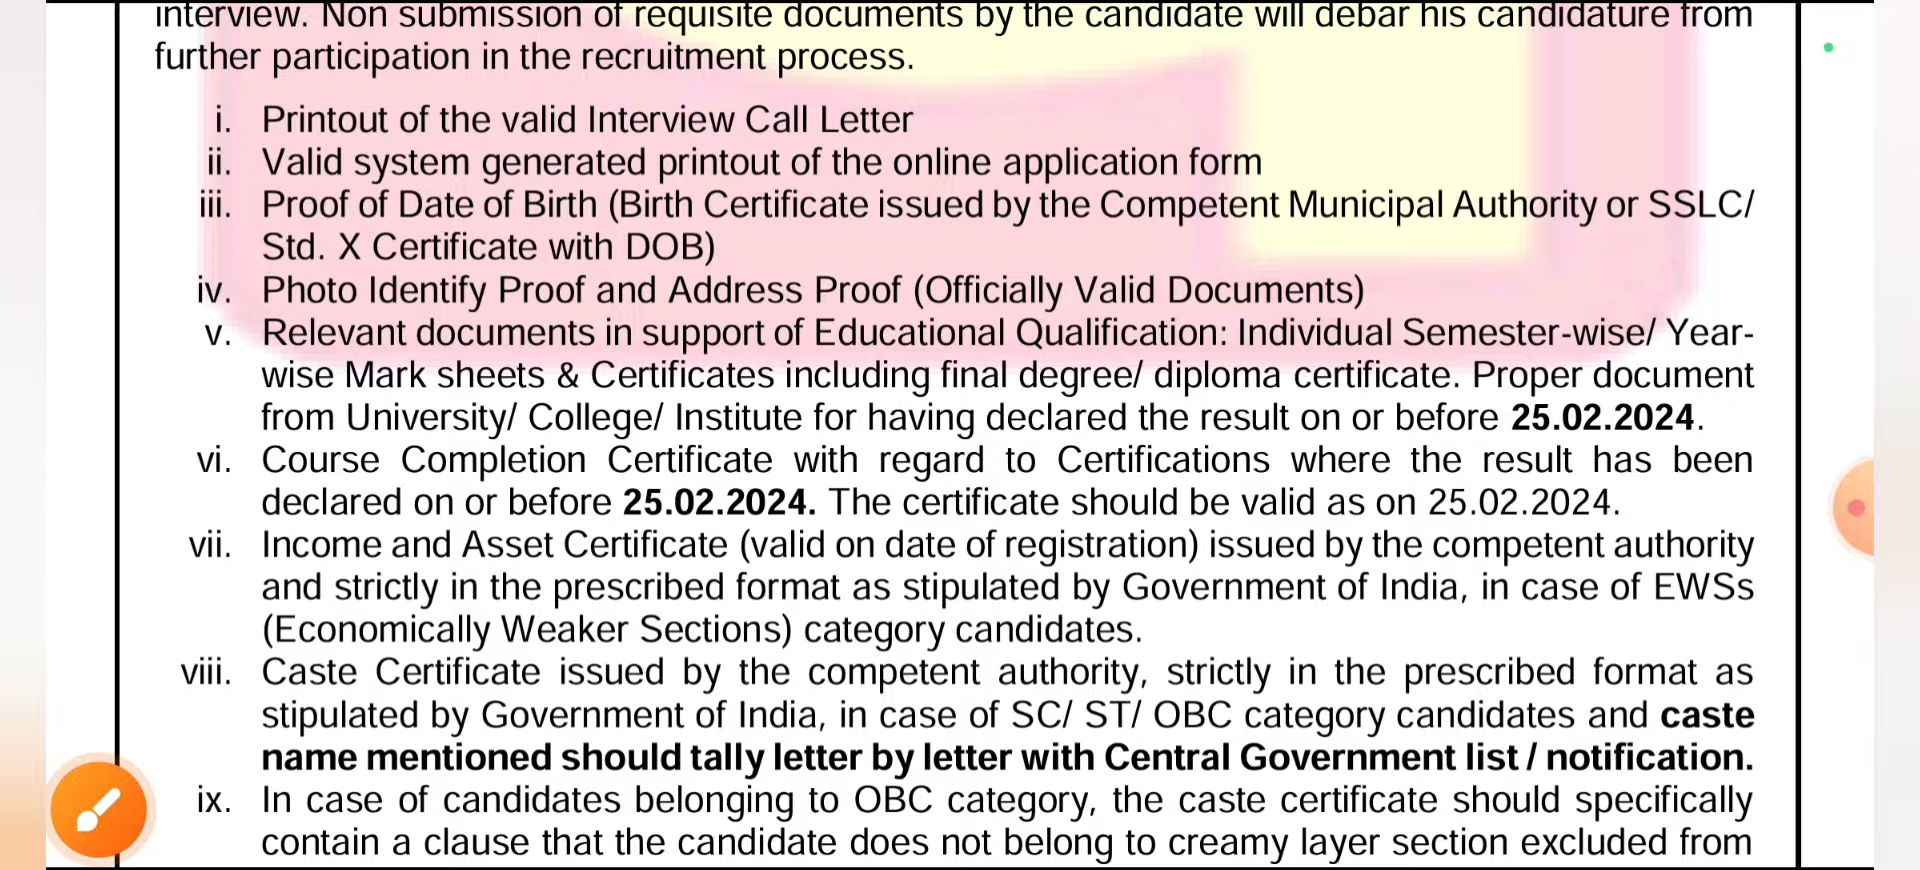 interview. Non submission of requisite documents by the candidate will debar his candidature from
further participation in the recruitment process.
i. Printout of the valid Interview Call Letter
ii. Valid system generated printout of the online application form
iii. Proof of Date of Birth (Birth Certificate issued by the Competent Municipal Authority or SSLC/
Std. X Certificate with DOB)
iv. Photo Identify Proof and Address Proof (Officially Valid Documents)
v. Relevant documents in support of Educational Qualification: Individual Semester-wise/ Year-
wise Mark sheets & Certificates including final degree/ diploma certificate. Proper document
from University/ College/ Institute for having declared the result on or before 25.02.2024.
vi. Course Completion Certificate with regard to Certifications where the result has been
declared on or before 25.02.2024. The certificate should be valid as on 25.02.2024.
vii. Income and Asset Certificate (valid on date of registration) issued by the competent authority
and strictly in the prescribed format as stipulated by Government of India, in case of EWSs
(Economically Weaker Sections) category candidates.
viii. Caste Certificate issued by the competent authority, strictly in the prescribed format as
stipulated by Government of India, in case of SC/ ST/ OBC category candidates and caste
name mentioned should tally letter by letter with Central Government list / notification.
ix. In case of candidates belonging to OBC category, the caste certificate should specifically
contain a clause that the candidate does not belong to creamy layer section excluded from